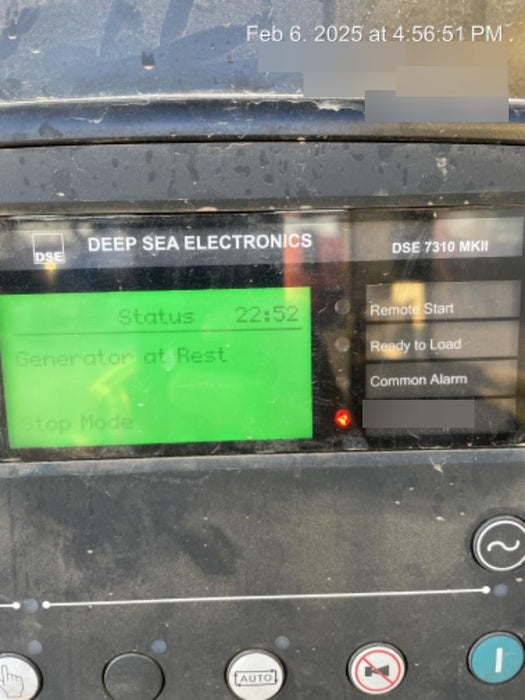 Feb 6. 2025 at 4:56:51 PM
DSE
DEEP SEA ELECTRONICS
DSE 7310 MKII
Status 22:52
Generator at Rest
Stop Mode
Remote Start
Ready to Load
Common Alarm
AUTO